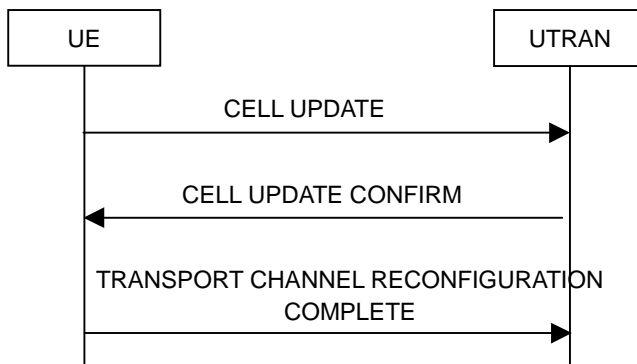 UE
UTRAN
CELL UPDATE
CELL UPDATE CONFIRM
TRANSPORT CHANNEL RECONFIGURATION
COMPLETE